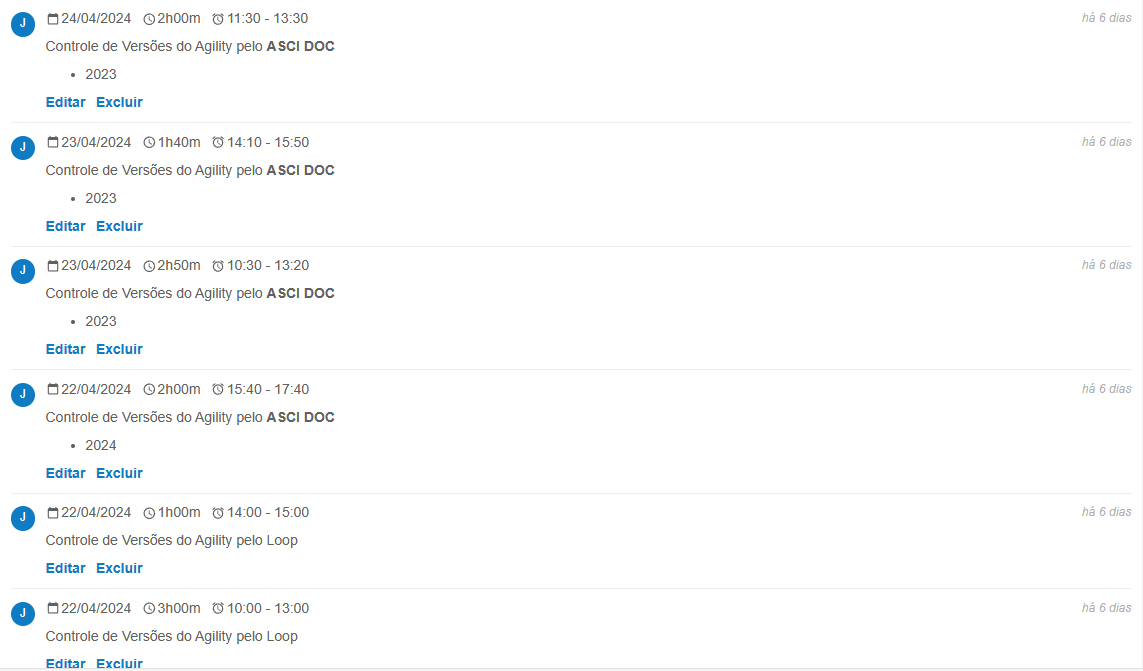 J 24/04/2024 2h00m 11:30 - 13:30 há 6 dias
Controle de Versões do Agility pelo ASCI DOC
• 2023
Editar Excluir
J 23/04/2024 1h40m 14:10 - 15:50 há 6 dias
Controle de Versões do Agility pelo ASCI DOC
• 2023
Editar Excluir
J 23/04/2024 2h50m 10:30 - 13:20 há 6 dias
Controle de Versões do Agility pelo ASCI DOC
• 2023
Editar Excluir
J 22/04/2024 2h00m 15:40 - 17:40 há 6 dias
Controle de Versões do Agility pelo ASCI DOC
• 2024
Editar Excluir
J 22/04/2024 1h00m 14:00 - 15:00 há 6 dias
Controle de Versões do Agility pelo Loop
Editar Excluir
J 22/04/2024 3h00m 10:00 - 13:00 há 6 dias
Controle de Versões do Agility pelo Loop
Editar Excluir